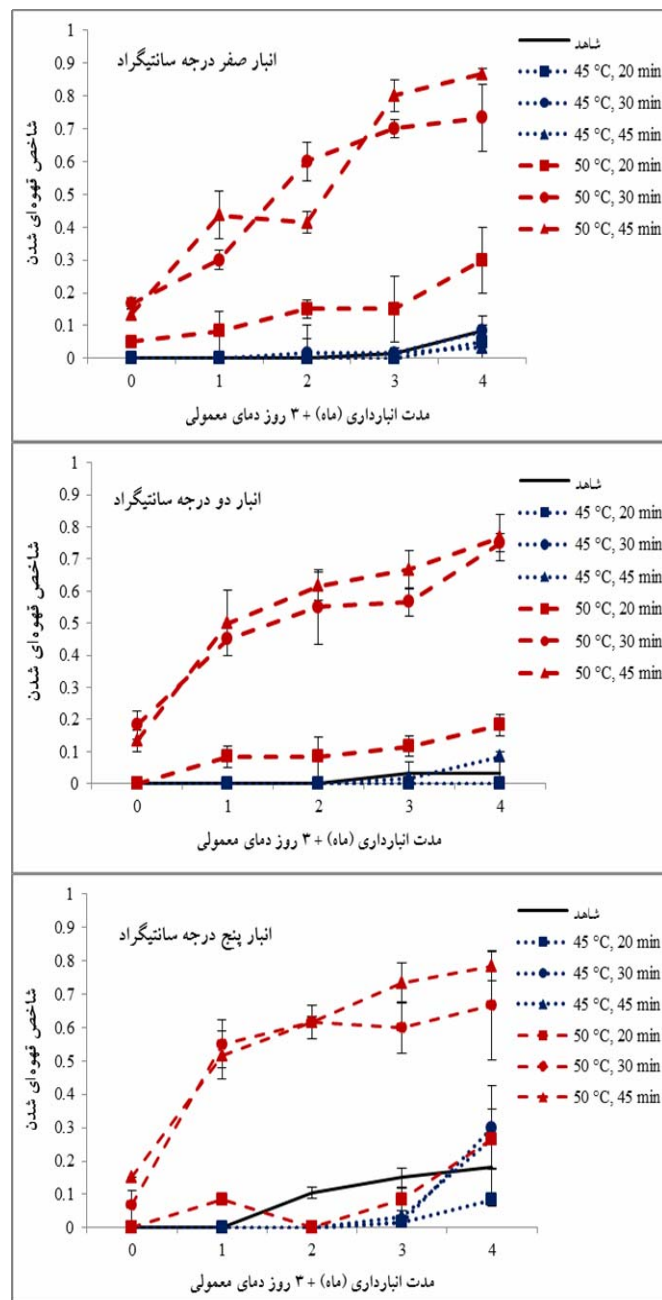 انبار صفر درجه سانتیگراد
شاخص قهوه ای شدن
1
0.9
0.8
0.7
0.6
0.5
0.4
0.3
0.2
0.1
0
0 1 2 3 4
مدت انبارداری (ماه) + ۳ روز دمای معمولی
شاهد
45 °C, 20 min
45 °C, 30 min
45 °C, 45 min
50 °C, 20 min
50 °C, 30 min
50 °C, 45 min
انبار دو درجه سانتیگراد
شاخص قهوه ای شدن
1
0.9
0.8
0.7
0.6
0.5
0.4
0.3
0.2
0.1
0
0 1 2 3 4
مدت انبارداری (ماه) + ۳ روز دمای معمولی
شاهد
45 °C, 20 min
45 °C, 30 min
45 °C, 45 min
50 °C, 20 min
50 °C, 30 min
50 °C, 45 min
انبار پنج درجه سانتیگراد
شاخص قهوه ای شدن
1
0.9
0.8
0.7
0.6
0.5
0.4
0.3
0.2
0.1
0
0 1 2 3 4
مدت انبارداری (ماه) + ۳ روز دمای معمولی
شاهد
45 °C, 20 min
45 °C, 30 min
45 °C, 45 min
50 °C, 20 min
50 °C, 30 min
50 °C, 45 min